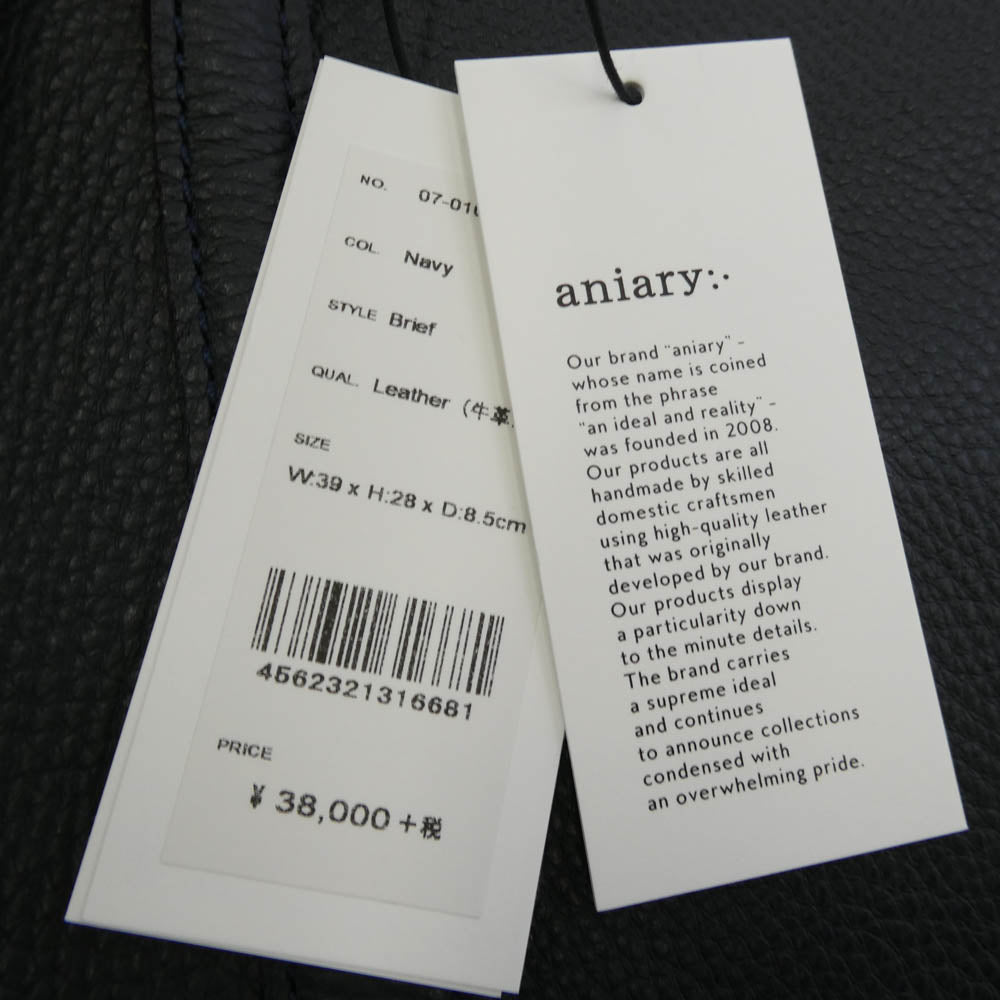 NO. 07-01
COL. Navy
STYLE Brief
QUAL. Leather (牛革
SIZE
W:39 x H:28 x D:8.5cm
4562321316681
PRICE
¥ 38,000 +税
aniary:.·
Our brand "aniary" –
whose name is coined
from the phrase
"an ideal and reality" –
was founded in 2008.
Our products are all
handmade by skilled
domestic craftsmen
using high-quality leather
that was originally
developed by our brand.
Our products display
a particularity down
to the minute details.
The brand carries
a supreme ideal
and continues
to announce collections
condensed with
an overwhelming pride.